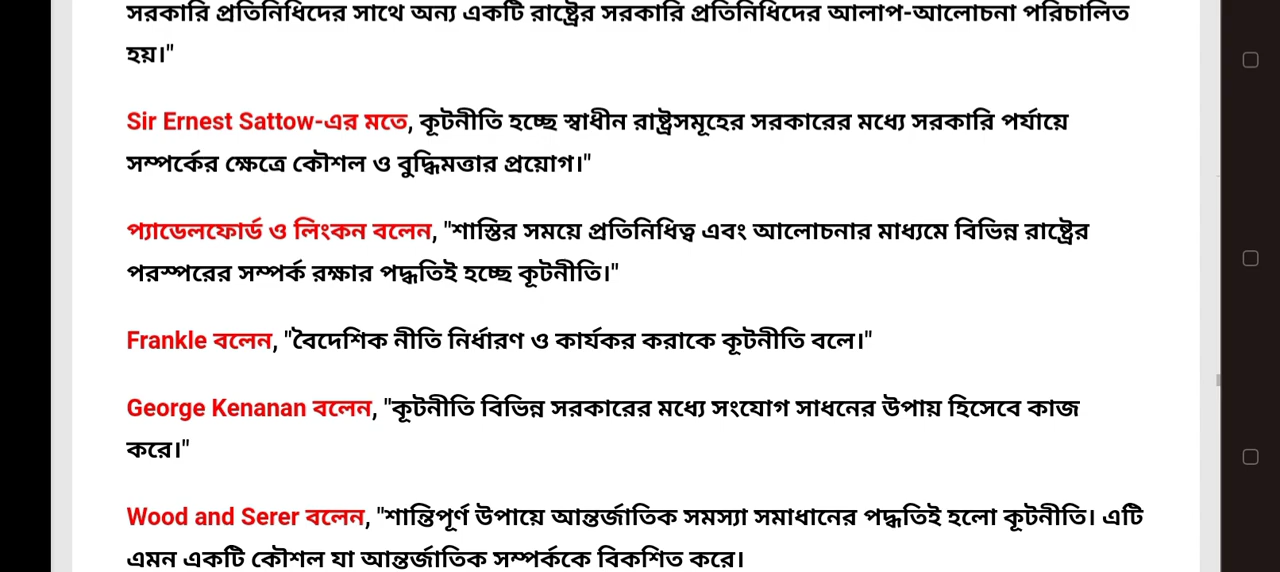 সরকারি প্রতিনিধিদের সাথে অন্য একটি রাষ্ট্রের সরকারি প্রতিনিধিদের আলাপ-আলোচনা পরিচালিত
হয়।"
Sir Ernest Sattow-এর মতে, কূটনীতি হচ্ছে স্বাধীন রাষ্ট্রসমূহের সরকারের মধ্যে সরকারি পর্যায়ে
সম্পর্কের ক্ষেত্রে কৌশল ও বুদ্ধিমত্তার প্রয়োগ।"
প্যাডেলফোর্ড ও লিংকন বলেন, "শাস্তির সময়ে প্রতিনিধিত্ব এবং আলোচনার মাধ্যমে বিভিন্ন রাষ্ট্রের
পরস্পরের সম্পর্ক রক্ষার পদ্ধতিই হচ্ছে কূটনীতি।"
Frankle বলেন, "বৈদেশিক নীতি নির্ধারণ ও কার্যকর করাকে কূটনীতি বলে।"
George Kenanan বলেন, "কূটনীতি বিভিন্ন সরকারের মধ্যে সংযোগ সাধনের উপায় হিসেবে কাজ
করে।"
Wood and Serer বলেন, "শান্তিপূর্ণ উপায়ে আন্তর্জাতিক সমস্যা সমাধানের পদ্ধতিই হলো কূটনীতি। এটি
এমন একটি কৌশল যা আন্তর্জাতিক সম্পর্ককে বিকশিত করে।